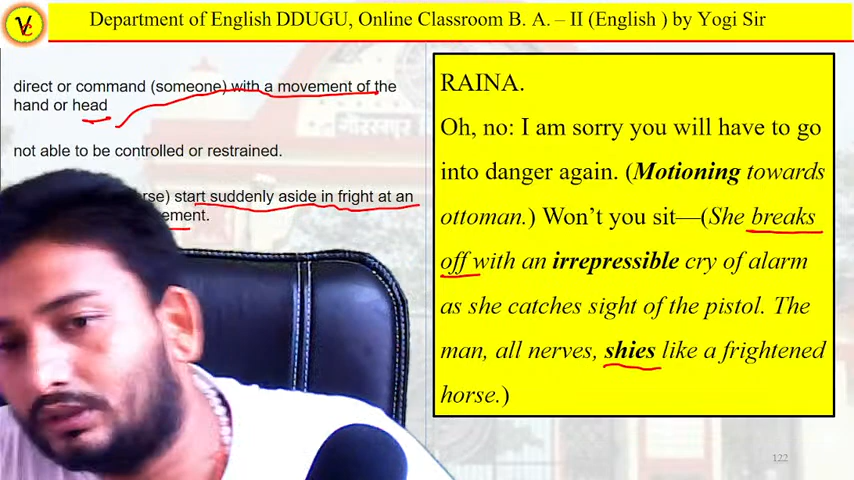 Department of English DDUGU, Online Classroom B. A. – II (English ) by Yogi Sir
direct or command (someone) with a movement of the
hand or head
not able to be controlled or restrained.
start suddenly aside in fright at an
RAINA.
Oh, no: I am sorry you will have to go
into danger again. (Motioning towards
ottoman.) Won’t you sit—(She breaks
off with an irrepressible cry of alarm
as she catches sight of the pistol. The
man, all nerves, shies like a frightened
horse.)
122